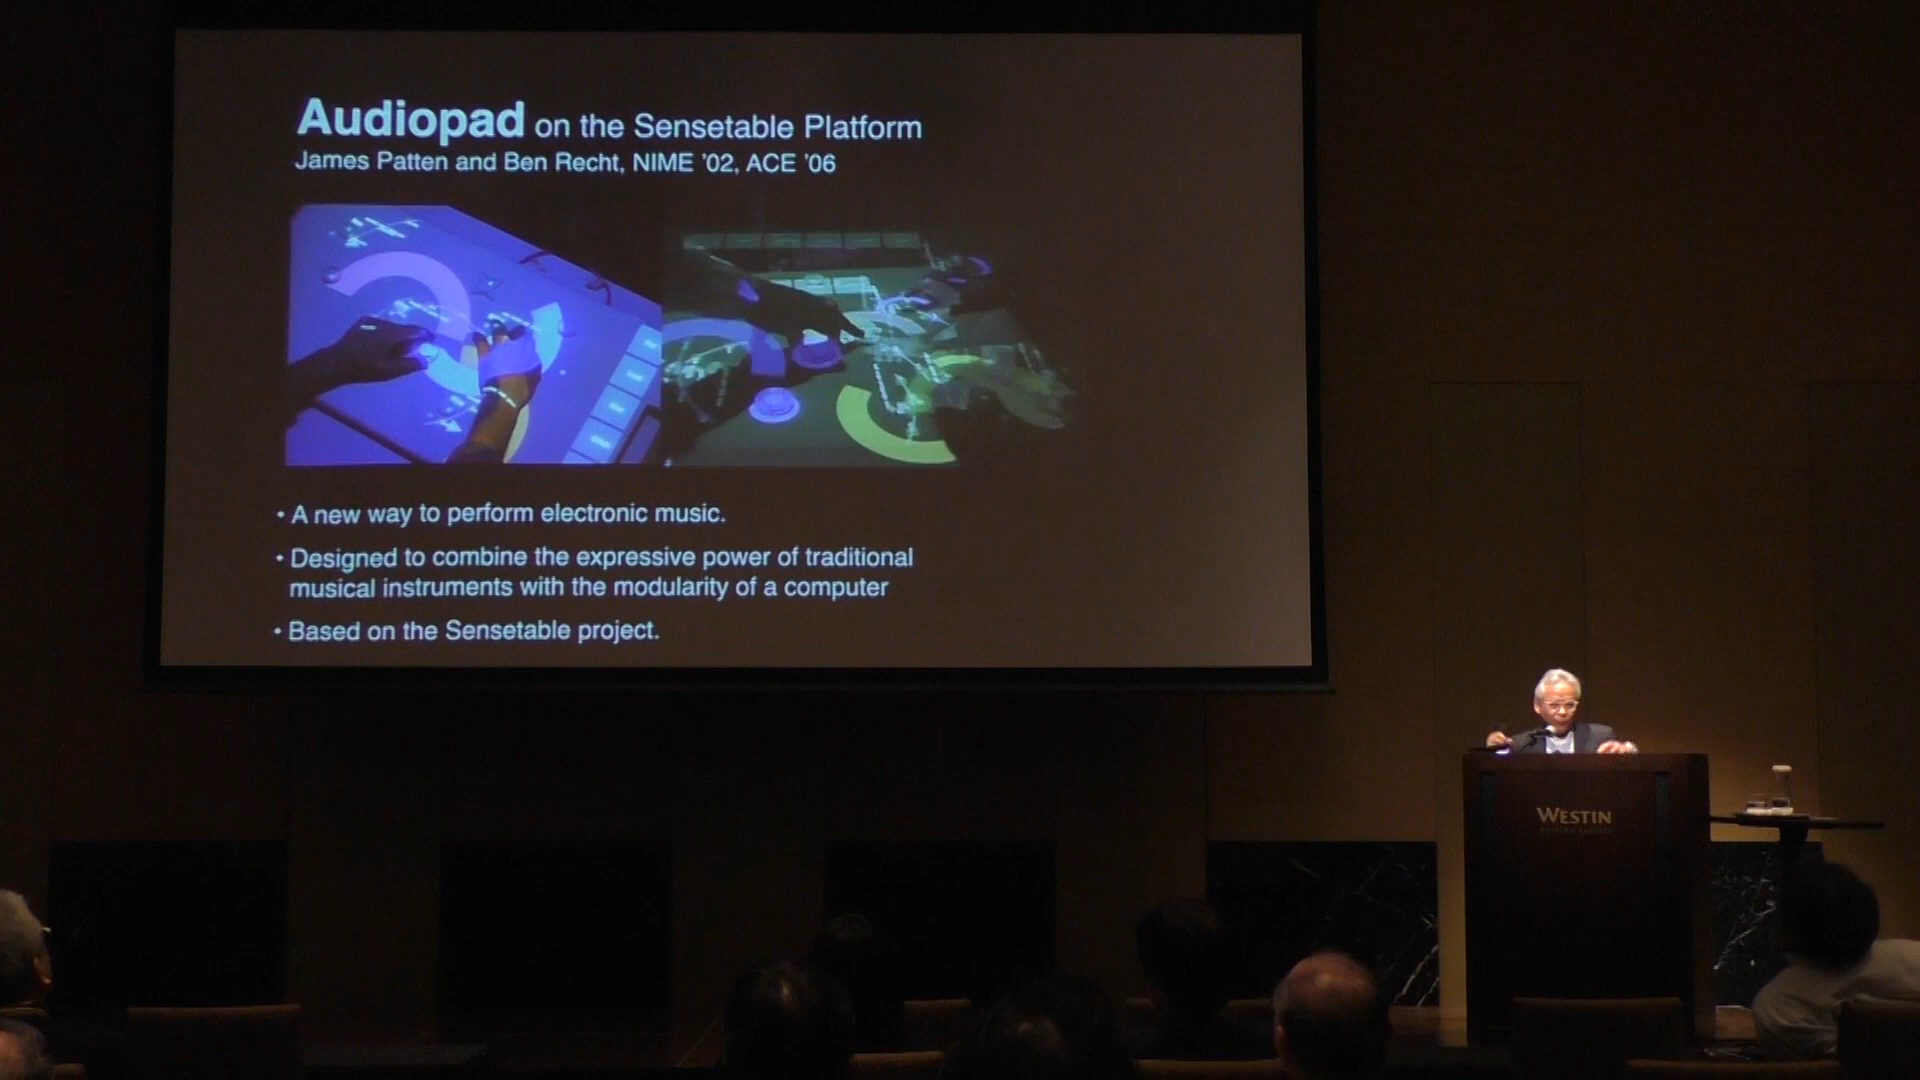 Audiopad on the Sensetable Platform
James Patten and Ben Recht, NIME '02, ACE '06
• A new way to perform electronic music.
• Designed to combine the expressive power of traditional
musical instruments with the modularity of a computer
• Based on the Sensetable project.
WESTIN